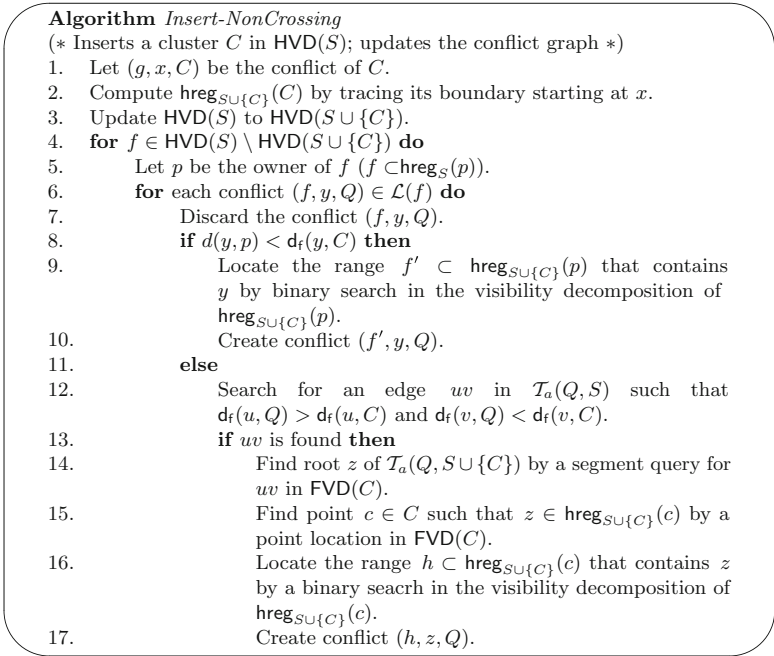 Algorithm Insert-NonCrossing
(∗ Inserts a cluster C in HVD(S); updates the conflict graph ∗)
1. Let (g, x, C) be the conflict of C.
2. Compute hreg_{S∪{C}}(C) by tracing its boundary starting at x.
3. Update HVD(S) to HVD(S ∪ {C}).
4. for f ∈ HVD(S) \ HVD(S ∪ {C}) do
5. Let p be the owner of f (f ⊂hreg_S(p)).
6. for each conflict (f, y, Q) ∈ L(f) do
7. Discard the conflict (f, y, Q).
8. if d(y, p) < d_f(y, C) then
9. Locate the range f′ ⊂ hreg_{S∪{C}}(p) that contains
y by binary search in the visibility decomposition of
hreg_{S∪{C}}(p).
10. Create conflict (f′, y, Q).
11. else
12. Search for an edge uv in T_a(Q, S) such that
d_f(u, Q) > d_f(u, C) and d_f(v, Q) < d_f(v, C).
13. if uv is found then
14. Find root z of T_a(Q, S ∪ {C}) by a segment query for
uv in FVD(C).
15. Find point c ∈ C such that z ∈ hreg_{S∪{C}}(c) by a
point location in FVD(C).
16. Locate the range h ⊂ hreg_{S∪{C}}(c) that contains z
by a binary seacrh in the visibility decomposition of
hreg_{S∪{C}}(c).
17. Create conflict (h, z, Q).